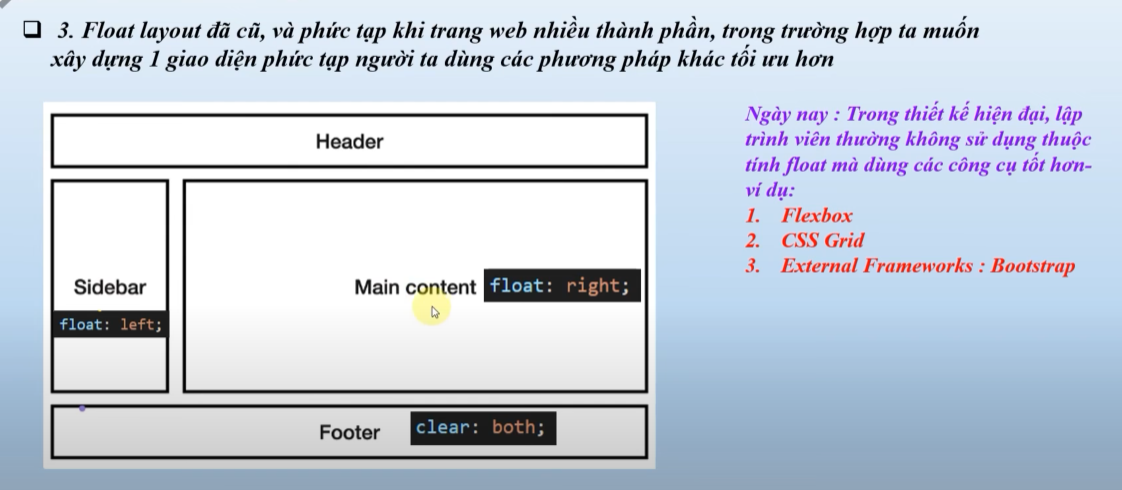 3. Float layout đã cũ, và phức tạp khi trang web nhiều thành phần, trong trường hợp ta muốn
xây dựng 1 giao diện phức tạp người ta dùng các phương pháp khác tối ưu hơn
Header
Sidebar
float: left;
Main content float: right;
Footer clear: both;
Ngày nay : Trong thiết kế hiện đại, lập
trình viên thường không sử dụng thuộc
tính float mà dùng các công cụ tốt hơn-
ví dụ:
1. Flexbox
2. CSS Grid
3. External Frameworks : Bootstrap